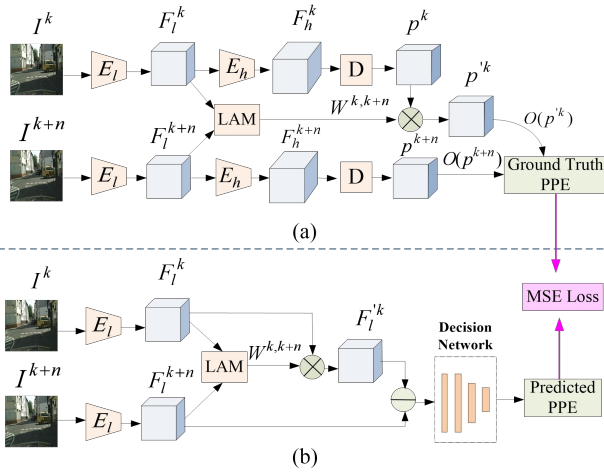 I^k F_l^k F_h^k p^k
E_l E_h D p'^k
LAM W^{k,k+n} O(p'^k)
I^{k+n} F_l^{k+n} F_h^{k+n} p^{k+n} O(p^{k+n})
E_l E_h D
Ground Truth
PPE
(a)
I^k F_l^k
MSE Loss
E_l F_l'^k
Decision
Network
LAM W^{k,k+n}
I^{k+n} F_l^{k+n}
E_l
Predicted
PPE
(b)